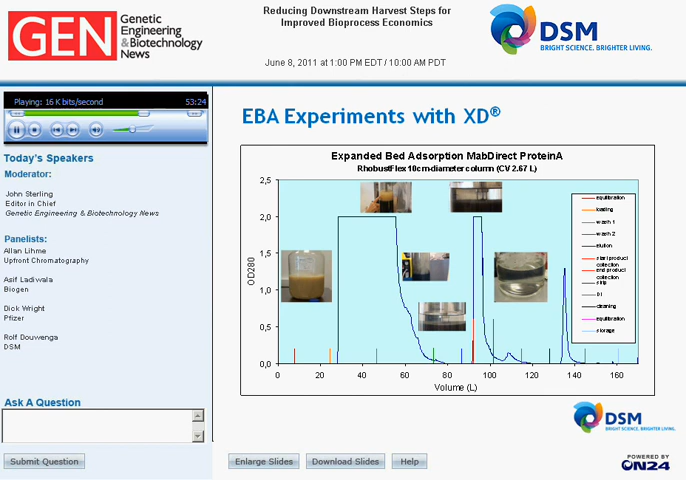 GEN Genetic
Engineering
& Biotechnology
News
Reducing Downstream Harvest Steps for
Improved Bioprocess Economics
June 8, 2011 at 1:00 PM EDT / 10:00 AM PDT
DSM
BRIGHT SCIENCE. BRIGHTER LIVING.
Playing: 16 K bits/second 53:24
Today's Speakers
Moderator:
John Sterling
Editor in Chief
Genetic Engineering & Biotechnology News
Panelists:
Allan Lihme
Upfront Chromatography
Asif Ladiwala
Biogen
Dick Wright
Pfizer
Rolf Douwenga
DSM
Ask A Question
Submit Question
EBA Experiments with XD®
Expanded Bed Adsorption MabDirect ProteinA
RhobustFlex 10cm-diameter column (CV 2.67 L)
OD280
2,5
2,0
1,5
1,0
0,5
0,0
0 20 40 60 80 100 120 140 160
Volume (L)
equilibration
loading
wash 1
wash 2
elution
start product
collection
end product
collection
strip
DI
cleaning
equilibration
storage
DSM
BRIGHT SCIENCE. BRIGHTER LIVING.
Enlarge Slides Download Slides Help
POWERED BY
ON24